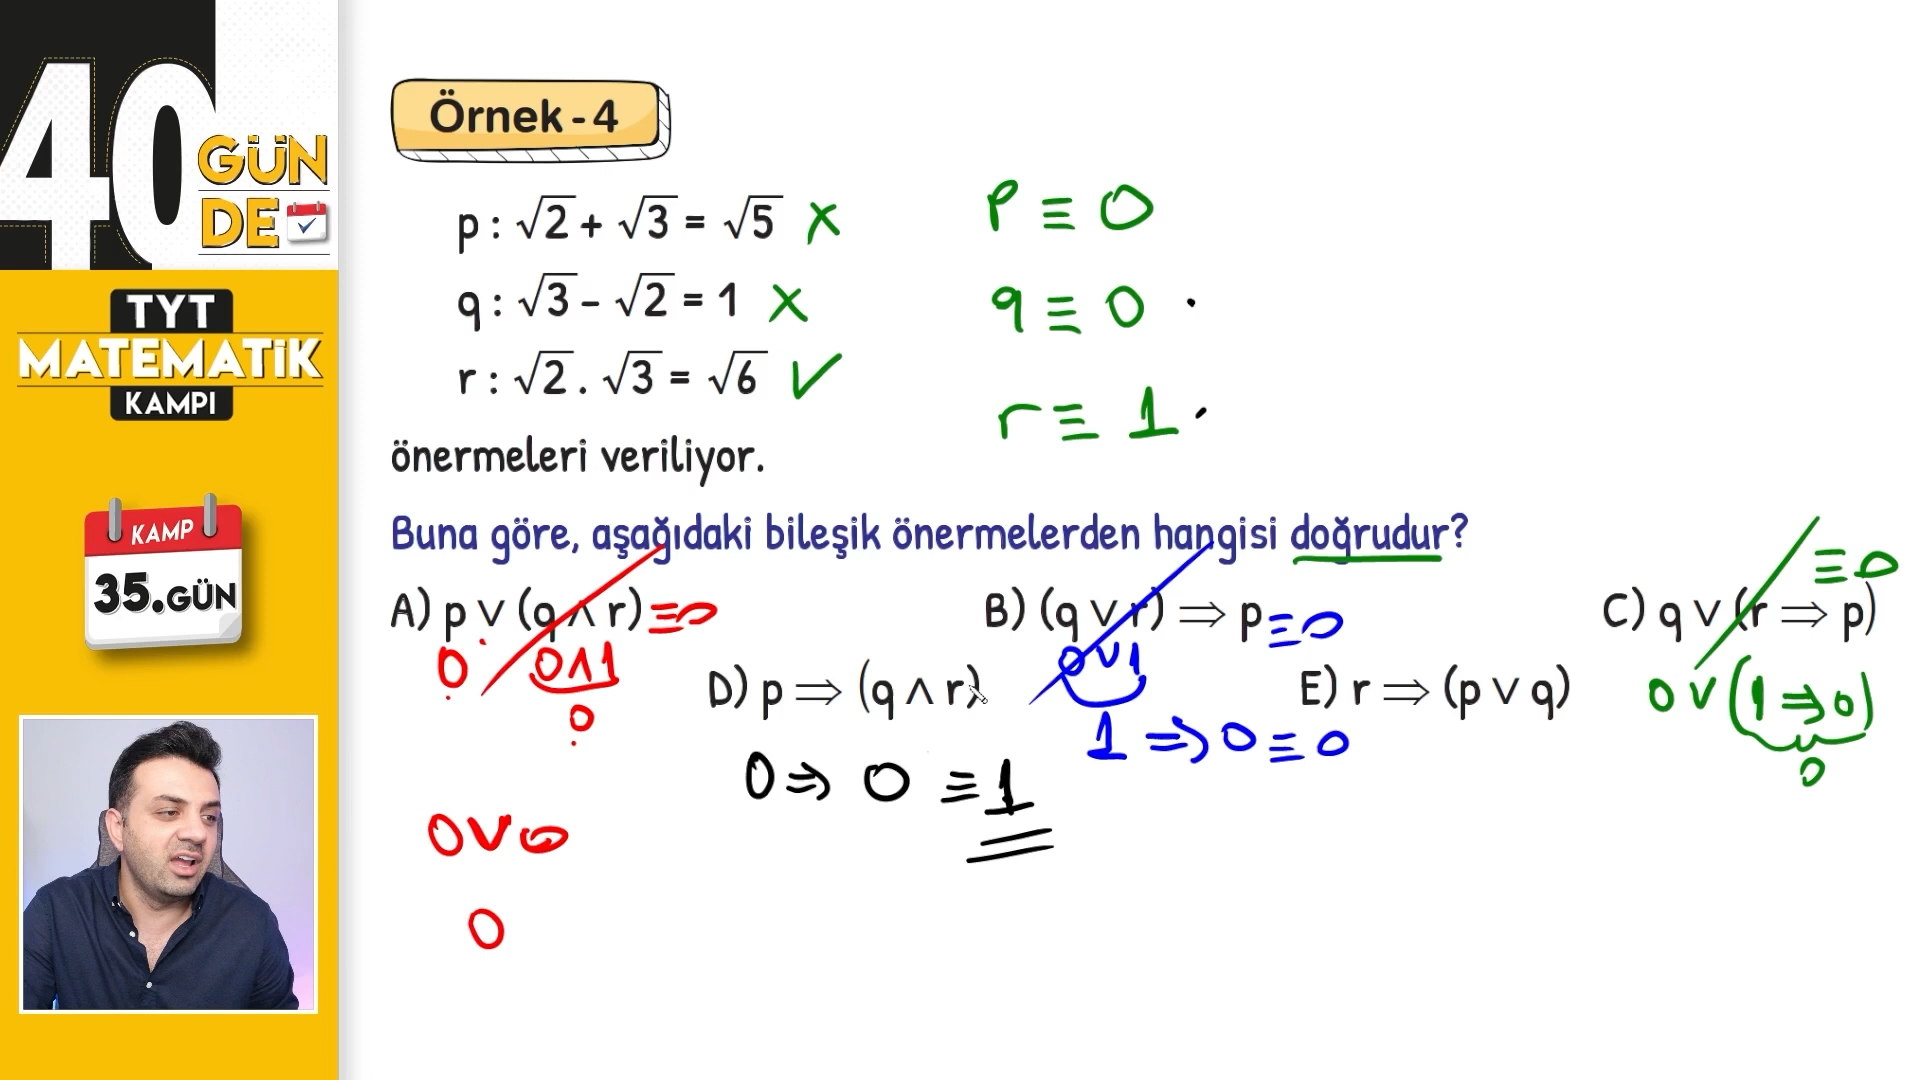 40 GÜN
DE
TYT
MATEMATİK
KAMPI
KAMP
35.GÜN
Örnek - 4
p : √2 + √3 = √5 X
q : √3 - √2 = 1 X
r : √2 . √3 = √6 ✓
p ≡ 0
q ≡ 0
r ≡ 1
önermeleri veriliyor.
Buna göre, aşağıdaki bileşik önermelerden hangisi doğrudur?
A) p ∨ (q ∧ r) ≡ 0
0 0∧1
0
0∨0
0
B) (q ∨ r) ⇒ p ≡ 0
0∨1
1 ⇒ 0 ≡ 0
C) q ∨ (r ⇒ p) ≡ 0
0 ∨ (1 ⇒ 0)
0
D) p ⇒ (q ∧ r)
0 ⇒ 0 ≡ 1
E) r ⇒ (p ∨ q)